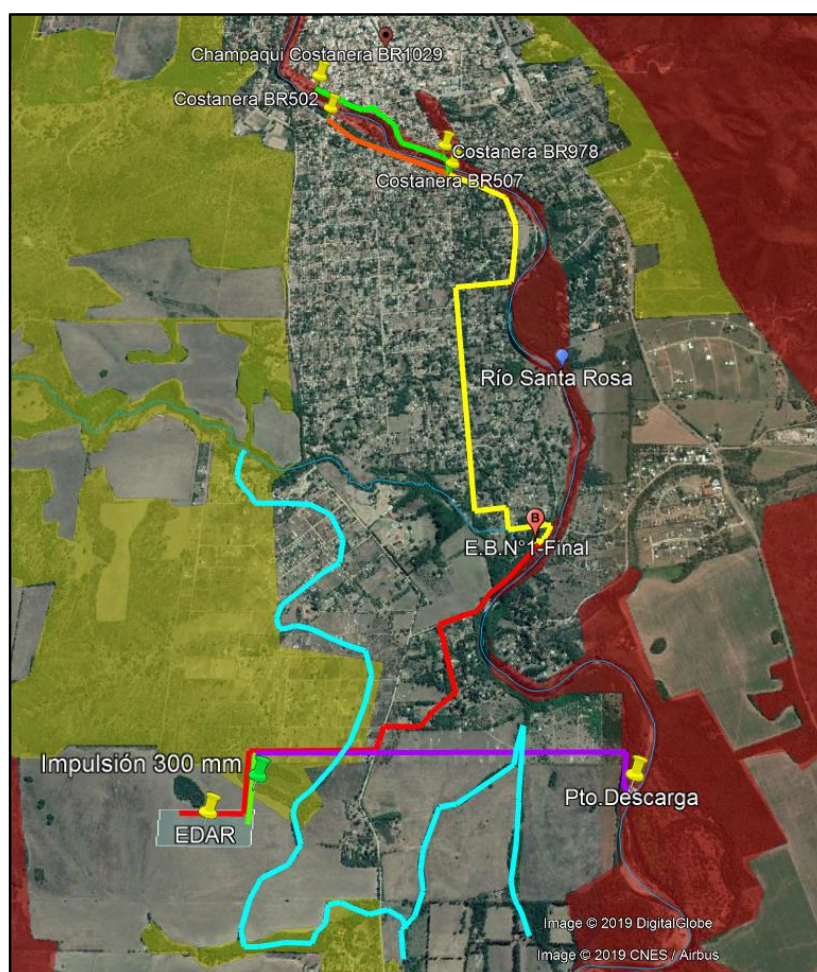 Champaqui Costanera BR1029
Costanera BR502
Costanera BR978
Costanera BR507
Río Santa Rosa
B
E.B.N°1-Final
Impulsión 300 mm
Pto.Descarga
EDAR
Image © 2019 DigitalGlobe
Image © 2019 CNES / Airbus